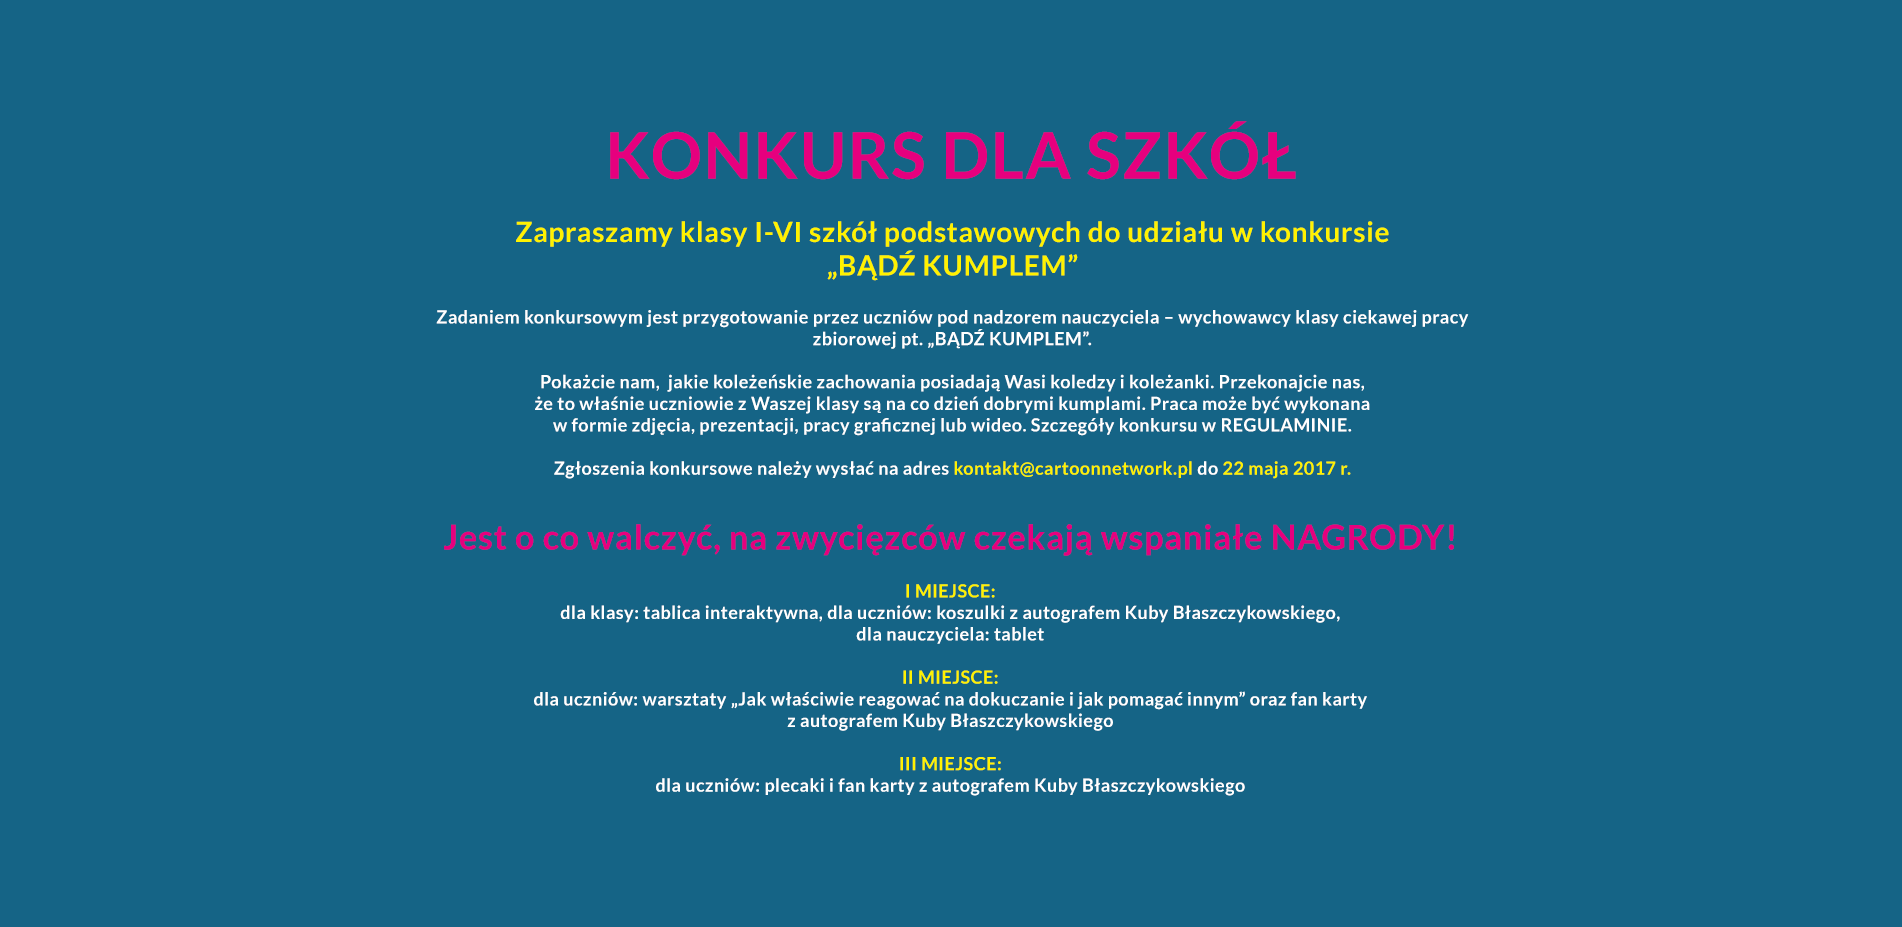 KONKURS DLA SZKÓŁ
Zapraszamy klasy I-VI szkół podstawowych do udziału w konkursie
„BĄDŹ KUMPLEM”
Zadaniem konkursowym jest przygotowanie przez uczniów pod nadzorem nauczyciela – wychowawcy klasy ciekawej pracy
zbiorowej pt. „BĄDŹ KUMPLEM”.
Pokażcie nam, jakie koleżeńskie zachowania posiadają Wasi koledzy i koleżanki. Przekonajcie nas,
że to właśnie uczniowie z Waszej klasy są na co dzień dobrymi kumplami. Praca może być wykonana
w formie zdjęcia, prezentacji, pracy graficznej lub wideo. Szczegóły konkursu w REGULAMINIE.
Zgłoszenia konkursowe należy wysłać na adres kontakt@cartoonnetwork.pl do 22 maja 2017 r.
Jest o co walczyć, na zwycięzców czekają wspaniałe NAGRODY!
I MIEJSCE:
dla klasy: tablica interaktywna, dla uczniów: koszulki z autografem Kuby Błaszczykowskiego,
dla nauczyciela: tablet
II MIEJSCE:
dla uczniów: warsztaty „Jak właściwie reagować na dokuczanie i jak pomagać innym” oraz fan karty
z autografem Kuby Błaszczykowskiego
III MIEJSCE:
dla uczniów: plecaki i fan karty z autografem Kuby Błaszczykowskiego